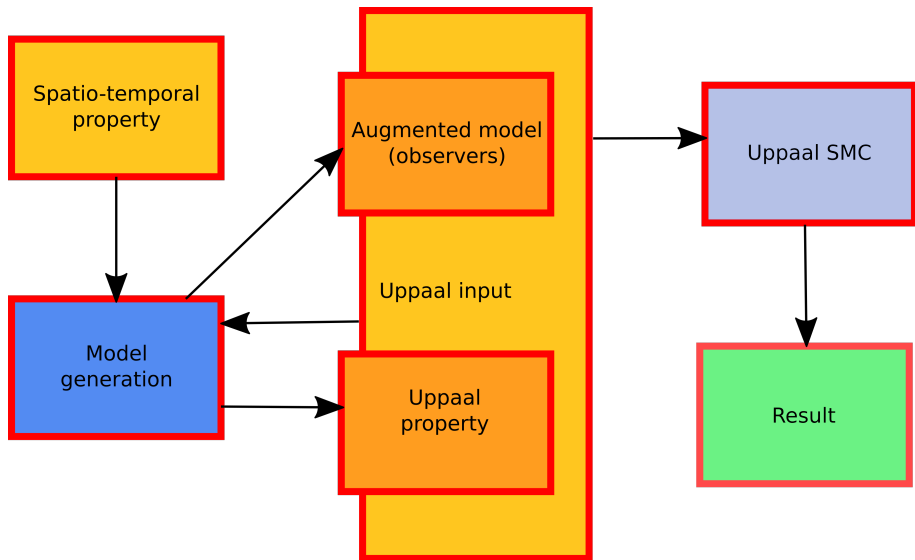 Spatio-temporal
property
Augmented model
(observers)
Uppaal SMC
Uppaal input
Model
generation
Uppaal
property
Result